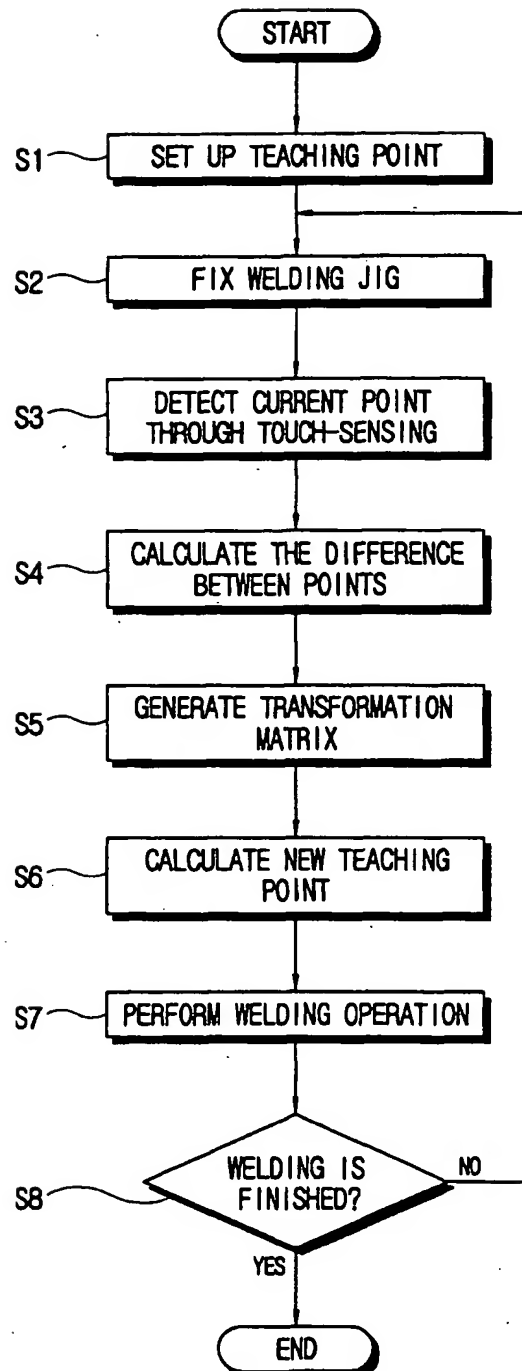 START
S1
SET UP TEACHING POINT
S2
FIX WELDING JIG
S3
DETECT CURRENT POINT
THROUGH TOUCH-SENSING
S4
CALCULATE THE DIFFERENCE
BETWEEN POINTS
S5
GENERATE TRANSFORMATION
MATRIX
S6
CALCULATE NEW TEACHING
POINT
S7
PERFORM WELDING OPERATION
S8
WELDING IS
FINISHED?
NO
YES
END